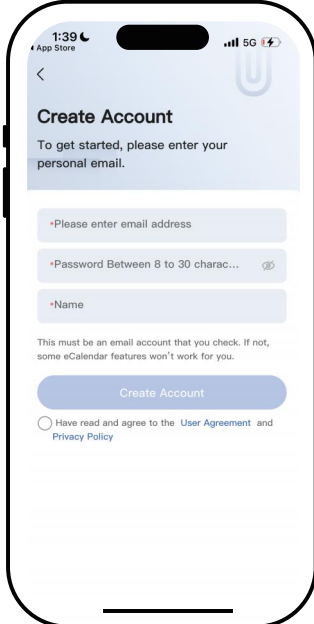 1:39
5G
App Store
Create Account
To get started, please enter your
personal email.
*Please enter email address
*Password Between 8 to 30 charac...
*Name
This must be an email account that you check. If not,
some eCalendar features won't work for you.
Create Account
Have read and agree to the User Agreement and
Privacy Policy